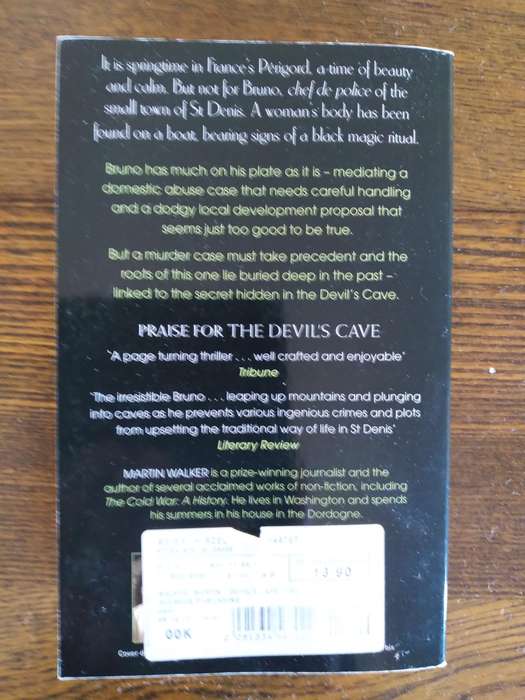 It is springtime in France's Périgord, a time of beauty
and calm. But not for Bruno, chef de police of the
small town of St Denis. A woman's body has been
found on a boat, bearing signs of a black magic ritual.
Bruno has much on his plate as it is – mediating a
domestic abuse case that needs careful handling
and a dodgy local development proposal that
seems just too good to be true.
But a murder case must take precedent and the
roots of this one lie buried deep in the past –
linked to the secret hidden in the Devil's Cave.
PRAISE FOR THE DEVIL'S CAVE
'A page turning thriller . . . well crafted and enjoyable'
Tribune
'The irresistible Bruno . . . leaping up mountains and plunging
into caves as he prevents various ingenious crimes and plots
from upsetting the traditional way of life in St Denis'
Literary Review
MARTIN WALKER is a prize-winning journalist and the
author of several acclaimed works of non-fiction, including
The Cold War: A History. He lives in Washington and spends
his summers in his house in the Dordogne.
13.90
00K
Cover